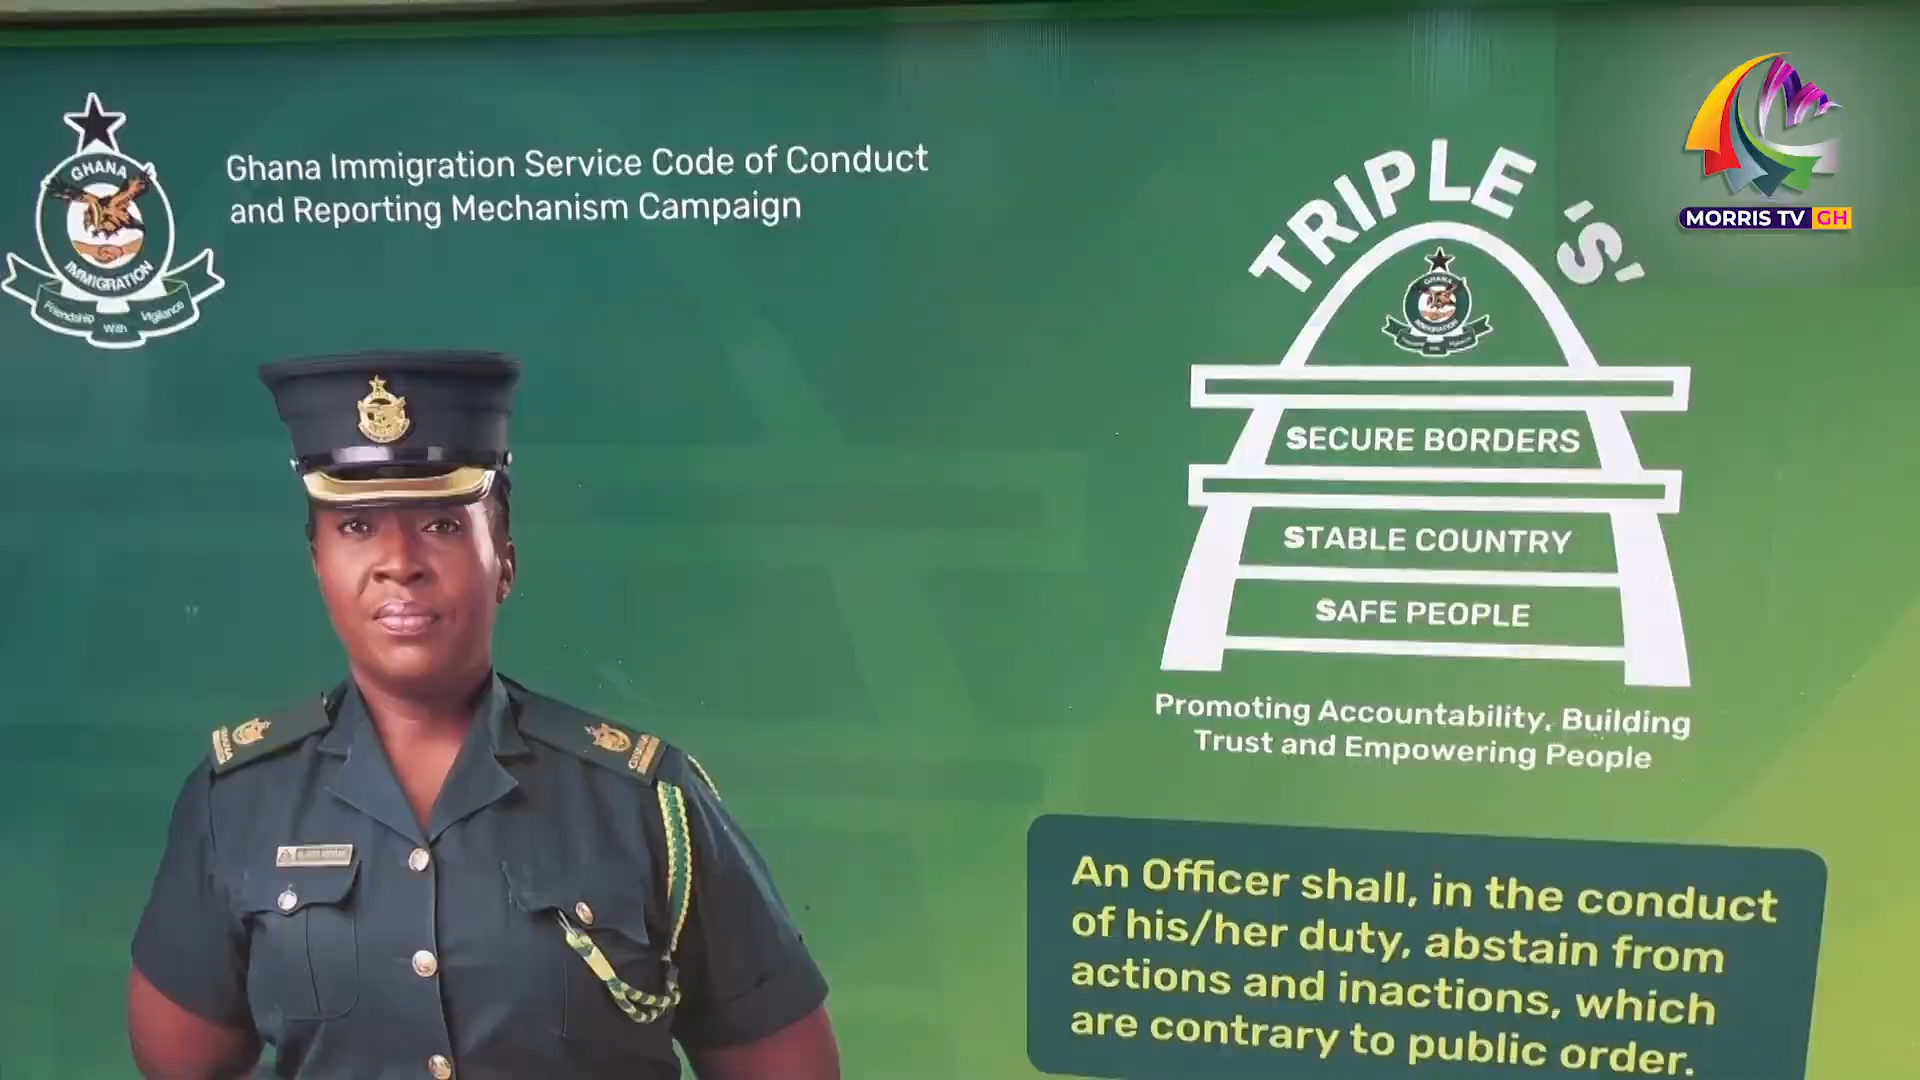 GHANA
IMMIGRATION
Friendship With Vigilance
Ghana Immigration Service Code of Conduct
and Reporting Mechanism Campaign
TRIPLE 'S'
GHANA
IMMIGRATION
SECURE BORDERS
STABLE COUNTRY
SAFE PEOPLE
Promoting Accountability, Building
Trust and Empowering People
An Officer shall, in the conduct
of his/her duty, abstain from
actions and inactions, which
are contrary to public order.
MORRIS TV GH